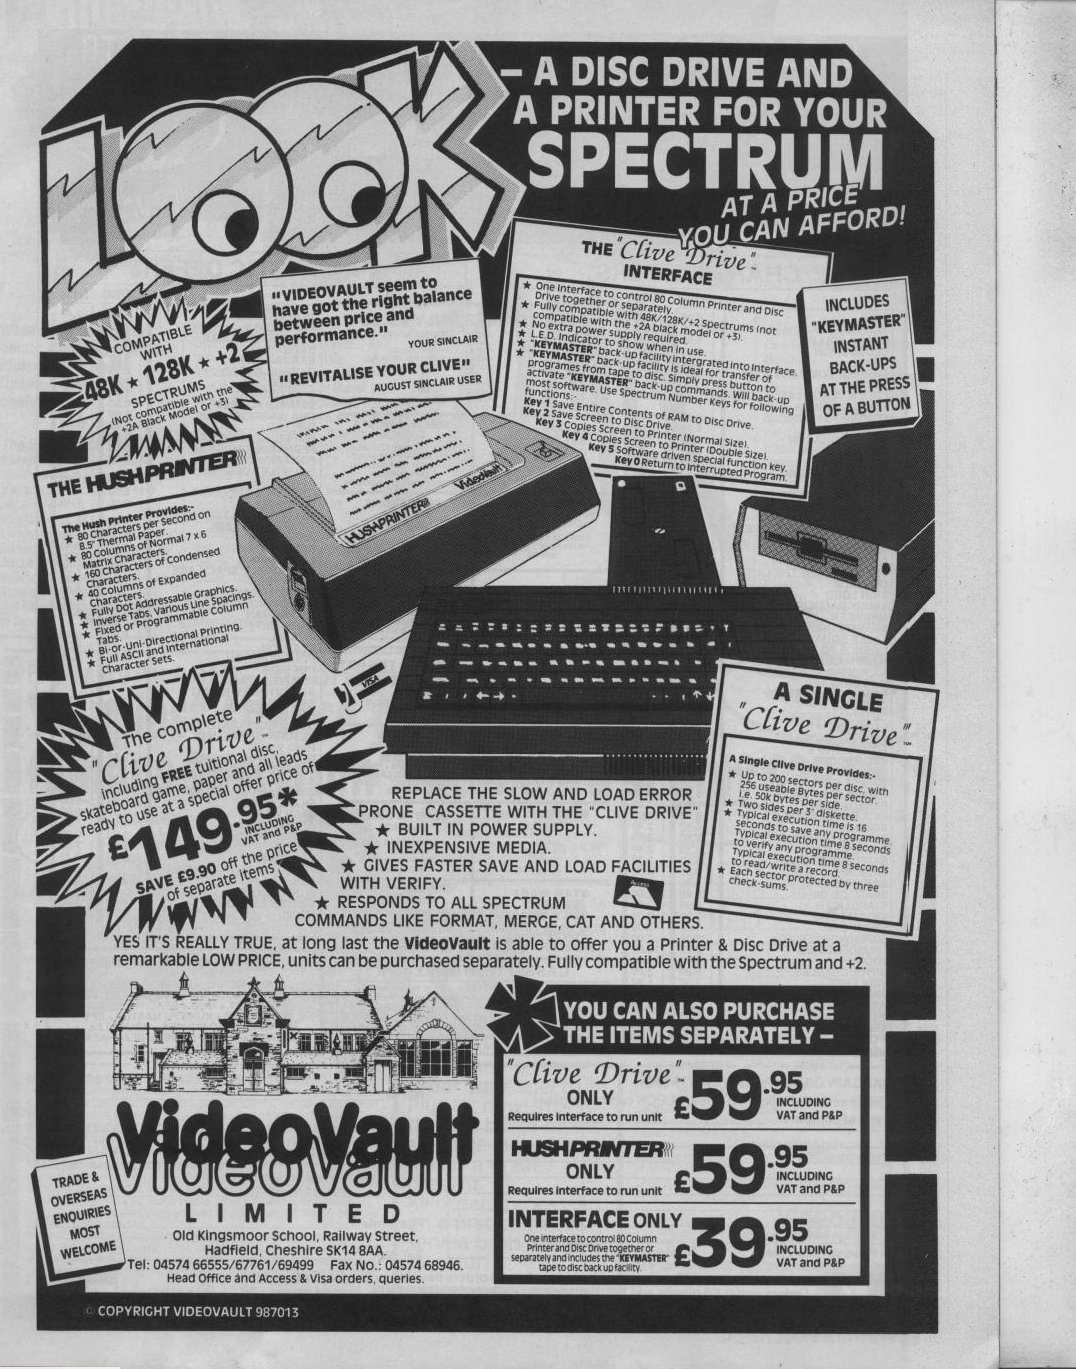 LOOK
– A DISC DRIVE AND
A PRINTER FOR YOUR
SPECTRUM
AT A PRICE
YOU CAN AFFORD!
"VIDEOVAULT seem to
have got the right balance
between price and
performance."
YOUR SINCLAIR
"REVITALISE YOUR CLIVE"
AUGUST SINCLAIR USER
COMPATIBLE
WITH
48K ★ 128K ★ +2
SPECTRUMS
(Not compatible with the
+2A Black Model or +3)
THE "Clive Drive"™
INTERFACE
★ One Interface to control 80 Column Printer and Disc
Drive together or separately.
★ Fully compatible with 48K/128K/+2 Spectrums (not
compatible with the +2A black model or +3).
★ No extra power supply required.
★ L.E.D. Indicator to show when in use.
★ "KEYMASTER" back-up facility intergrated into Interface.
★ "KEYMASTER" back-up facility is ideal for transfer of
programes from tape to disc. Simply press button to
activate "KEYMASTER" back-up commands. Will back-up
most software. Use Spectrum Number Keys for following
functions:-
Key 1 Save Entire Contents of RAM to Disc Drive.
Key 2 Save Screen to Disc Drive.
Key 3 Copies Screen to Printer (Normal Size).
Key 4 Copies Screen to Printer (Double Size).
Key 5 Software driven special function key.
Key 0 Return to Interrupted Program.
INCLUDES
"KEYMASTER"
INSTANT
BACK-UPS
AT THE PRESS
OF A BUTTON
THE HUSHPRINTER
The Hush Printer Provides:-
★ 80 Characters per Second on
8.5" Thermal Paper.
★ 80 Columns of Normal 7 x 6
Matrix Characters.
★ 160 Characters of Condensed
Characters.
★ 40 Columns of Expanded
Characters.
★ Fully Dot Addressable Graphics.
★ Inverse Tabs, Various Line Spacings.
★ Fixed or Programmable Column
Tabs.
★ Bi-or-Uni-Directional Printing.
★ Full ASCII and International
Character Sets.
HUSHPRINTER
VideoVault
VISA
The complete
"Clive Drive"™
including FREE tuitional disc,
skateboard game, paper and all leads
ready to use at a special offer price of
£149.95*
INCLUDING
VAT and P&P
SAVE £9.90 off the price
of separate items
A SINGLE
"Clive Drive"™
A Single Clive Drive Provides:-
★ Up to 200 sectors per disc, with
256 useable Bytes per sector.
i.e. 50k bytes per side.
★ Two sides per 3" diskette.
★ Typical execution time is 16
seconds to save any programme.
Typical execution time 8 seconds
to verify any programme.
Typical execution time 8 seconds
to read/write a record.
★ Each sector protected by three
check-sums.
REPLACE THE SLOW AND LOAD ERROR
PRONE CASSETTE WITH THE "CLIVE DRIVE"
★ BUILT IN POWER SUPPLY.
★ INEXPENSIVE MEDIA.
★ GIVES FASTER SAVE AND LOAD FACILITIES
WITH VERIFY.
Access
★ RESPONDS TO ALL SPECTRUM
COMMANDS LIKE FORMAT, MERGE, CAT AND OTHERS.
YES IT'S REALLY TRUE, at long last the VideoVault is able to offer you a Printer & Disc Drive at a
remarkable LOW PRICE, units can be purchased separately. Fully compatible with the Spectrum and +2.
YOU CAN ALSO PURCHASE
THE ITEMS SEPARATELY –
"Clive Drive"™
ONLY
Requires interface to run unit
£59.95
INCLUDING
VAT and P&P
HUSHPRINTER
ONLY
Requires interface to run unit
£59.95
INCLUDING
VAT and P&P
INTERFACE ONLY
One interface to control 80 Column
Printer and Disc Drive together or
separately and includes the "KEYMASTER"
tape to disc back up facility.
£39.95
INCLUDING
VAT and P&P
VideoVault
VideoVault
LIMITED
Old Kingsmoor School, Railway Street,
Hadfield, Cheshire SK14 8AA.
Tel: 04574 66555/67761/69499 Fax No.: 04574 68946.
Head Office and Access & Visa orders, queries.
TRADE &
OVERSEAS
ENQUIRIES
MOST
WELCOME
© COPYRIGHT VIDEOVAULT 987013